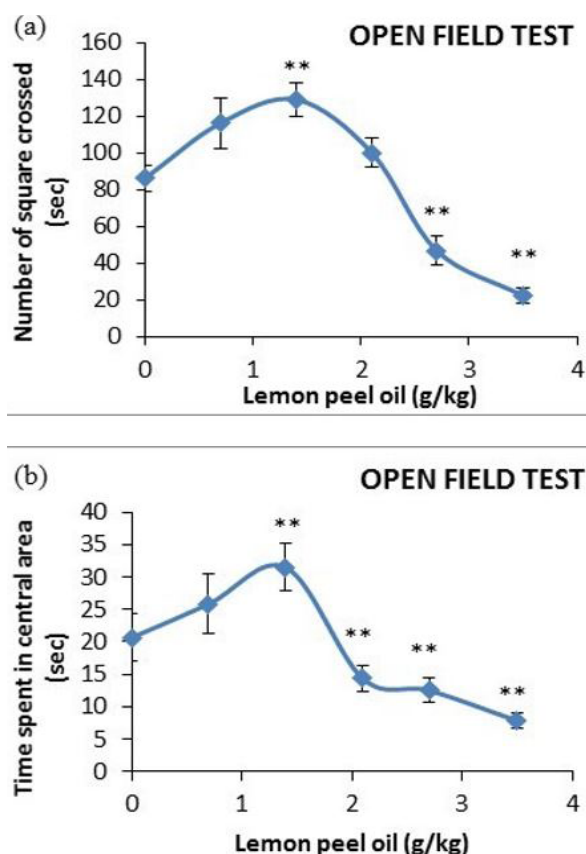 (a)
OPEN FIELD TEST
160
140
120
100
80
60
40
20
0
Number of square crossed
(sec)
**
**
**
0 1 2 3 4
Lemon peel oil (g/kg)
(b)
OPEN FIELD TEST
40
35
30
25
20
15
10
5
0
Time spent in central area
(sec)
**
**
**
**
0 1 2 3 4
Lemon peel oil (g/kg)